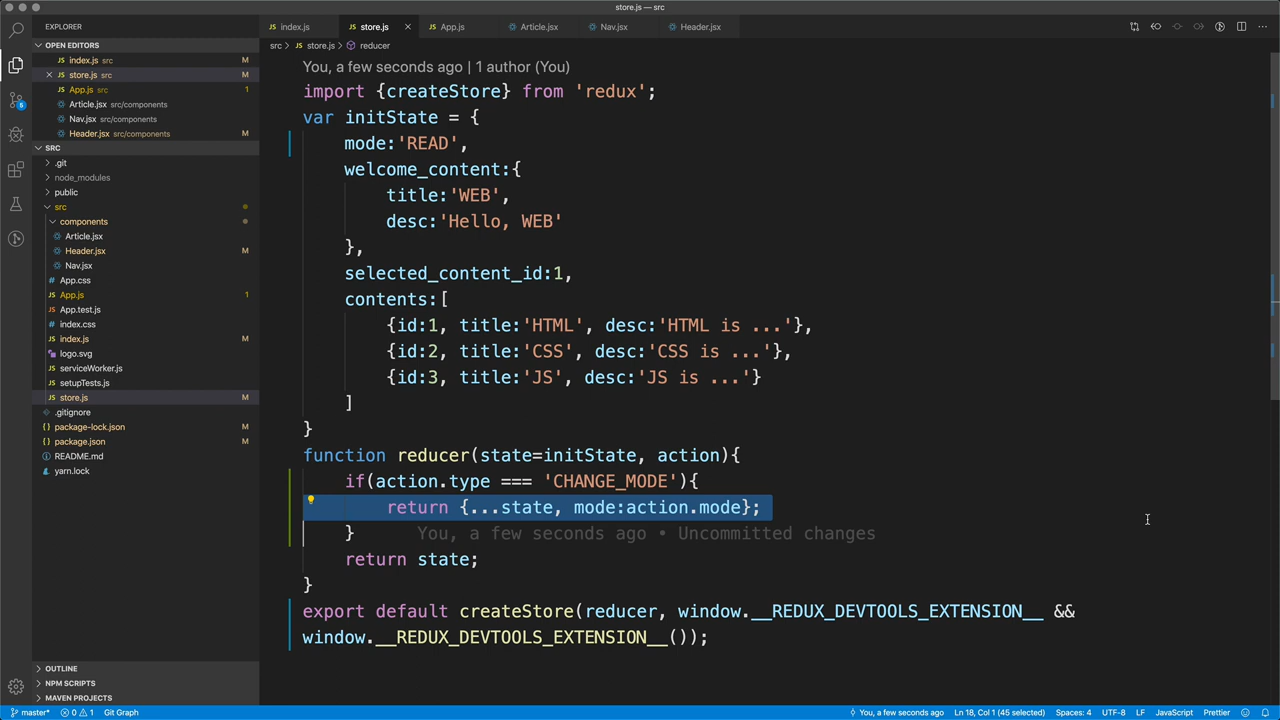 store.js — src
EXPLORER
index.js
store.js
App.js
Article.jsx
Nav.jsx
Header.jsx
src > store.js > reducer
OPEN EDITORS
index.js src M
store.js src M
App.js src 1
Article.jsx src/components
Nav.jsx src/components
Header.jsx src/components M
SRC
.git
node_modules
public
src
components
Article.jsx
Header.jsx M
Nav.jsx
App.css
App.js 1
App.test.js
index.css
index.js M
logo.svg
serviceWorker.js
setupTests.js
store.js M
.gitignore
package-lock.json M
package.json M
README.md
yarn.lock
OUTLINE
NPM SCRIPTS
MAVEN PROJECTS
5
You, a few seconds ago | 1 author (You)
import {createStore} from 'redux';
var initState = {
    mode:'READ',
    welcome_content:{
        title:'WEB',
        desc:'Hello, WEB'
    },
    selected_content_id:1,
    contents:[
        {id:1, title:'HTML', desc:'HTML is ...'},
        {id:2, title:'CSS', desc:'CSS is ...'},
        {id:3, title:'JS', desc:'JS is ...'}
    ]
}
function reducer(state=initState, action){
    if(action.type === 'CHANGE_MODE'){
        return {...state, mode:action.mode};
    } You, a few seconds ago • Uncommitted changes
    return state;
}
export default createStore(reducer, window.__REDUX_DEVTOOLS_EXTENSION__ &&
window.__REDUX_DEVTOOLS_EXTENSION__());
master* 0 1 Git Graph You, a few seconds ago Ln 18, Col 1 (45 selected) Spaces: 4 UTF-8 LF JavaScript Prettier